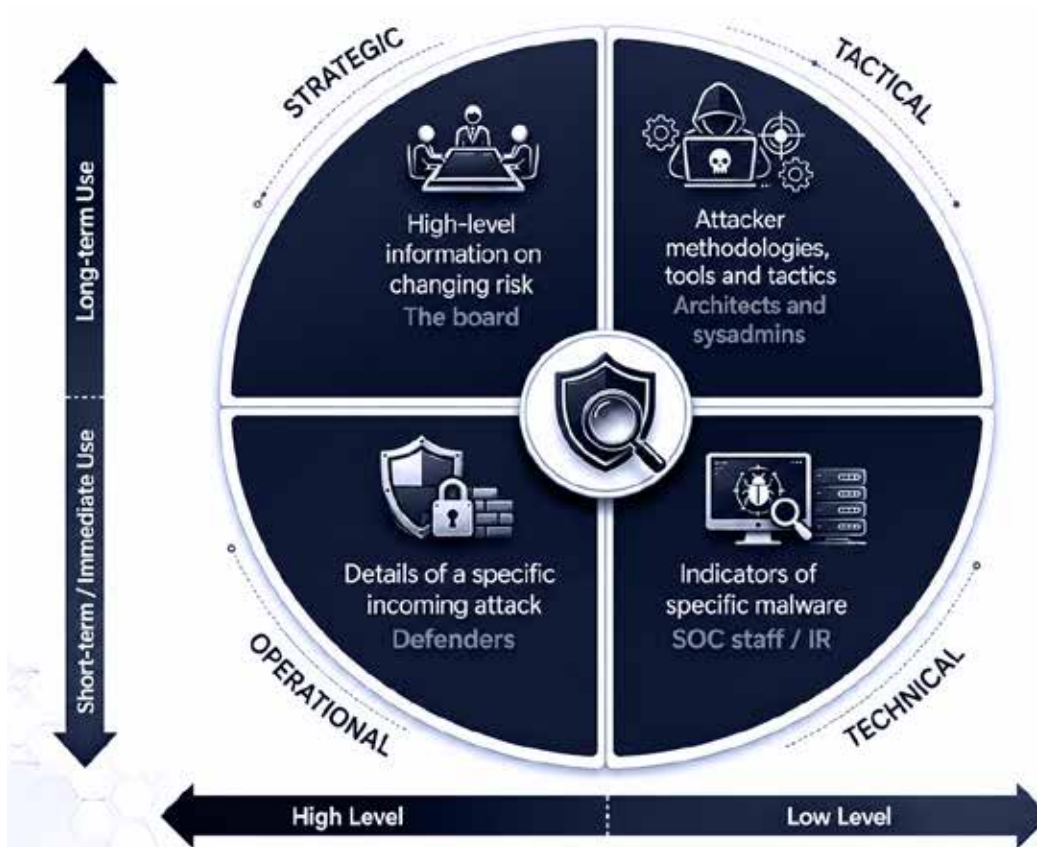 STRATEGIC
TACTICAL
Long-term Use
High-level
information on
changing risk
The board
Attacker
methodologies,
tools and tactics
Architects and
sysadmins
Short-term / Immediate Use
Details of a specific
incoming attack
Defenders
Indicators of
specific malware
SOC staff / IR
OPERATIONAL
TECHNICAL
High Level
Low Level